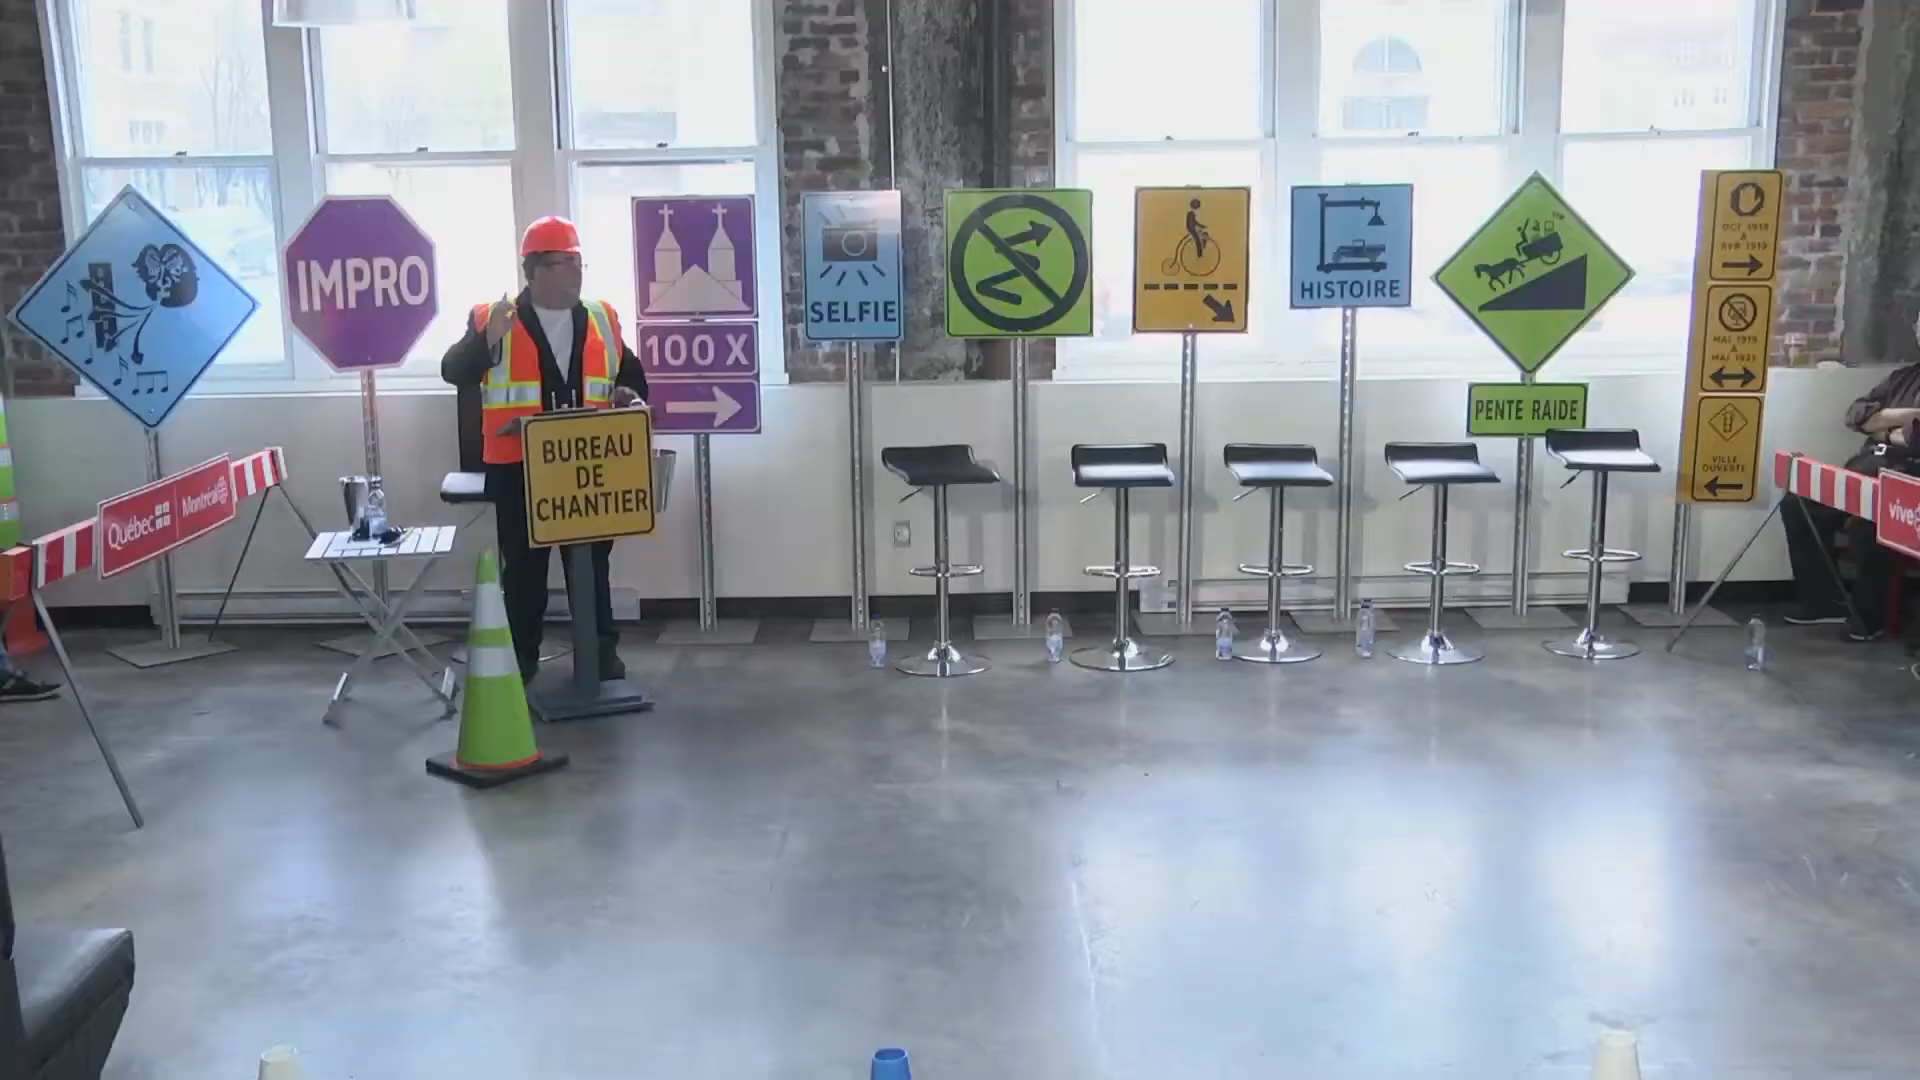 Québec
Montréal
IMPRO
BUREAU
DE
CHANTIER
100 X
SELFIE
HISTOIRE
PENTE RAIDE
OCT 1918
À
AVR 1919
MAI 1919
À
MAI 1921
VILLE
OUVERTE
vive